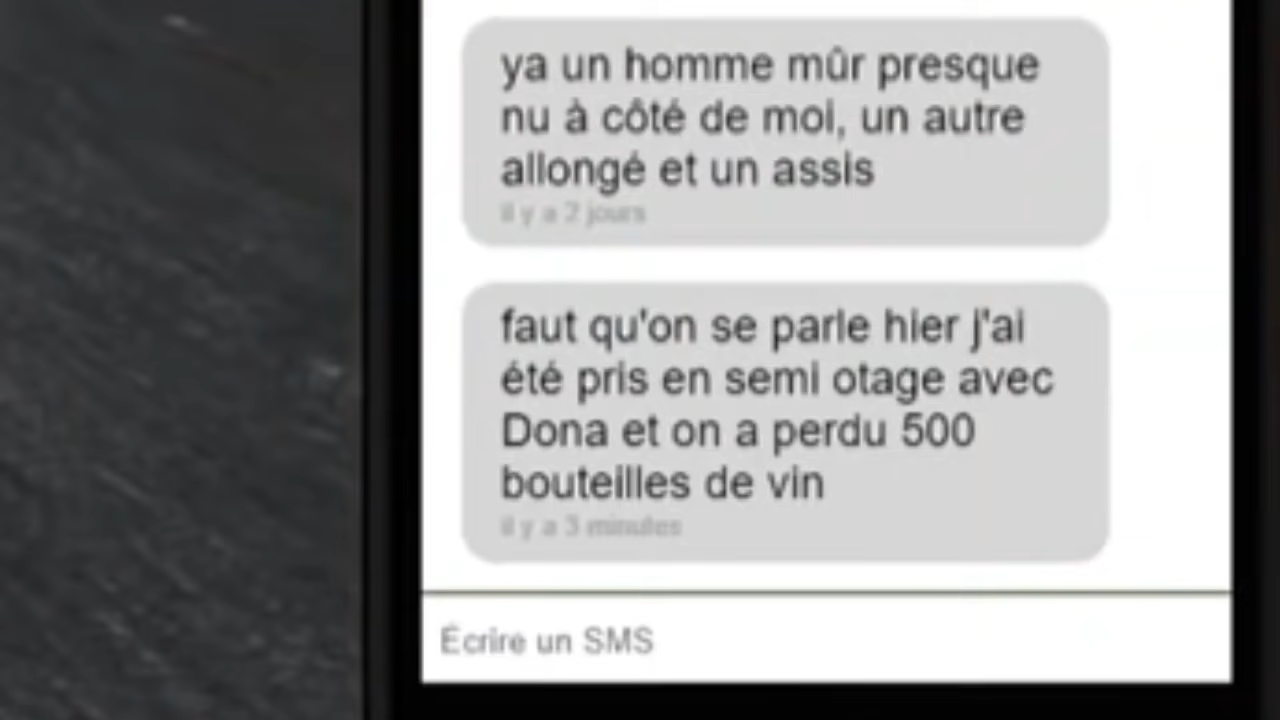 ya un homme mûr presque
nu à côté de moi, un autre
allongé et un assis
il y a 2 jours
faut qu'on se parle hier j'ai
été pris en semi otage avec
Dona et on a perdu 500
bouteilles de vin
il y a 3 minutes
Écrire un SMS